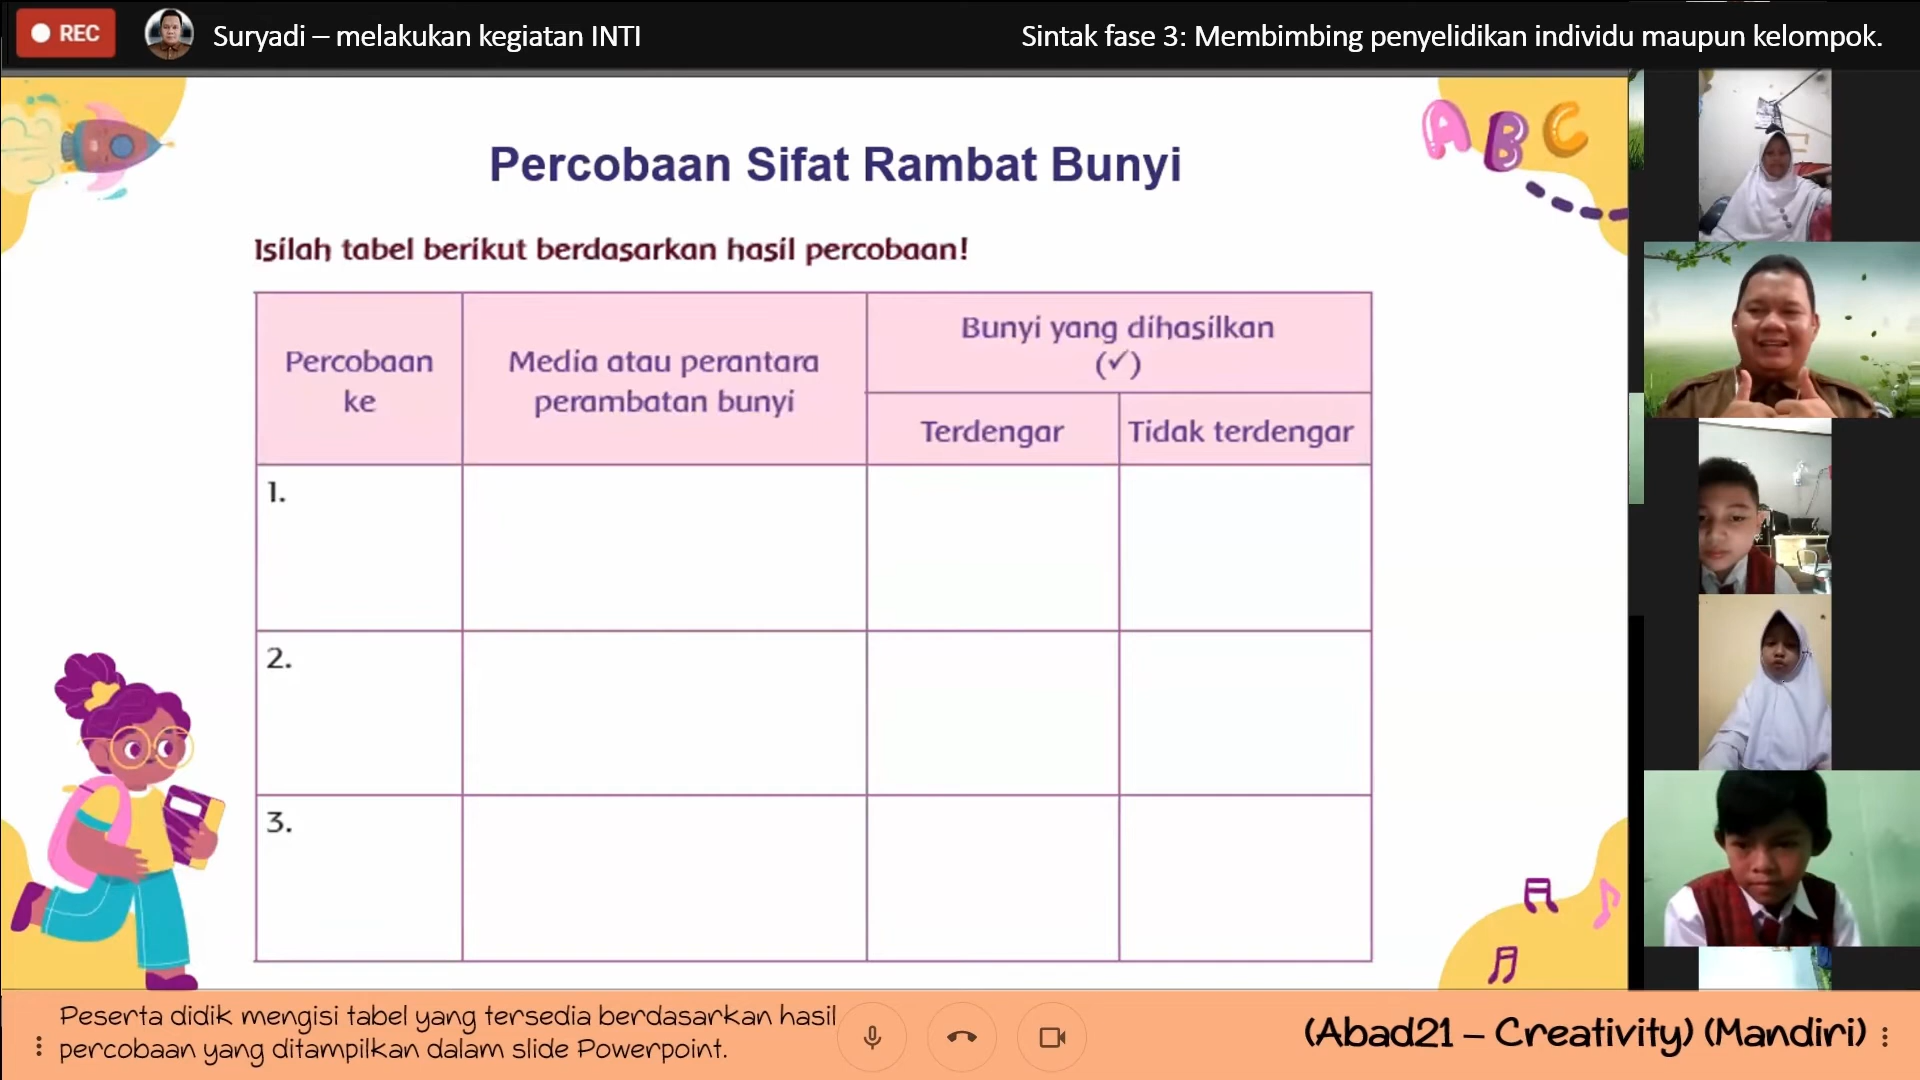 REC
Suryadi – melakukan kegiatan INTI
Sintak fase 3: Membimbing penyelidikan individu maupun kelompok.
A B C
Percobaan Sifat Rambat Bunyi
Isilah tabel berikut berdasarkan hasil percobaan!
Percobaan
ke
Media atau perantara
perambatan bunyi
Bunyi yang dihasilkan
(✓)
Terdengar
Tidak terdengar
1.
2.
3.
Peserta didik mengisi tabel yang tersedia berdasarkan hasil
percobaan yang ditampilkan dalam slide Powerpoint.
(Abad21 – Creativity) (Mandiri)